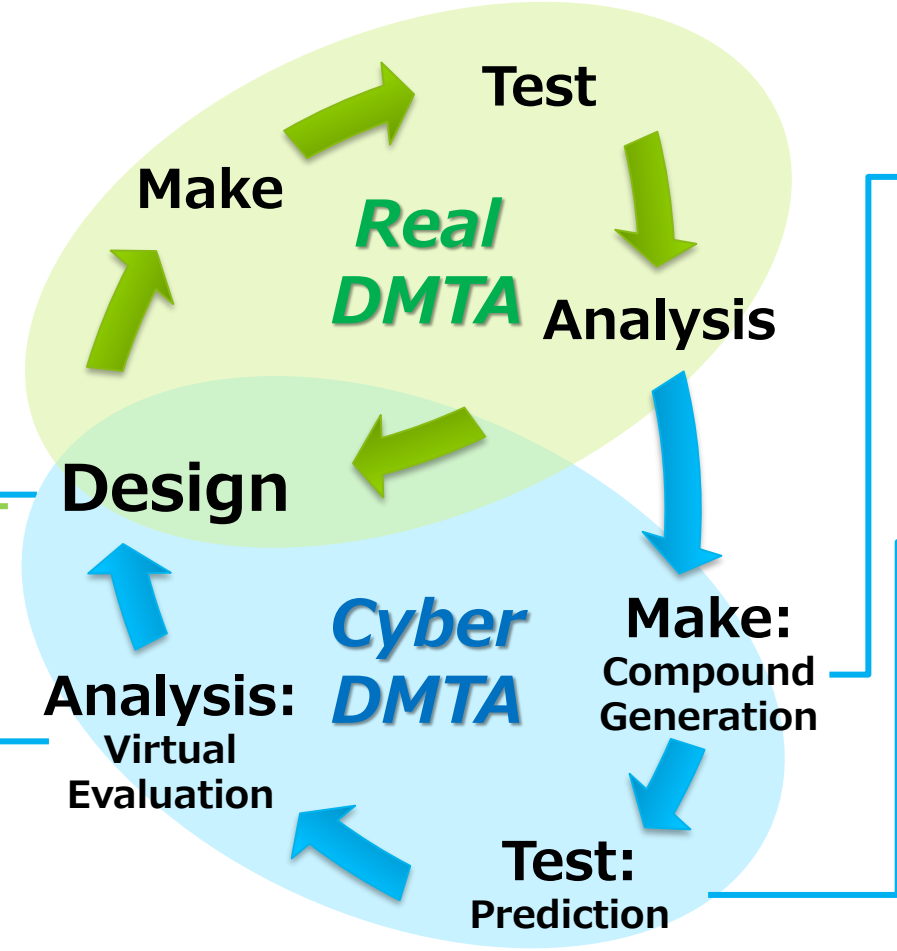 Test
Make
Real
DMTA
Analysis
Design
Cyber
DMTA
Make:
Compound
Generation
Analysis:
Virtual
Evaluation
Test:
Prediction